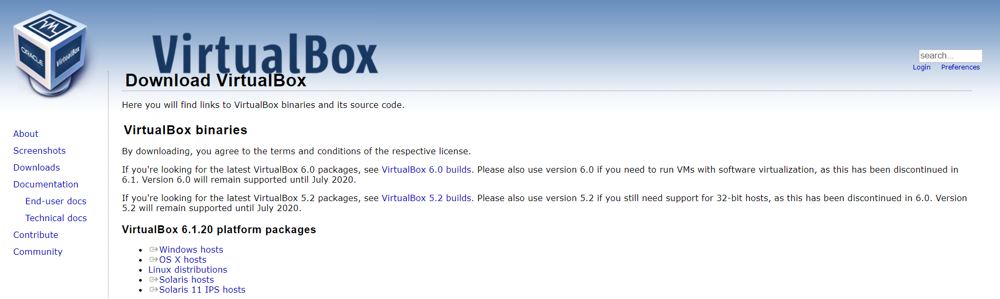 ORACLE
VirtualBox
VirtualBox
search...
Login Preferences
Download VirtualBox
Here you will find links to VirtualBox binaries and its source code.
About
Screenshots
Downloads
Documentation
End-user docs
Technical docs
Contribute
Community
VirtualBox binaries
By downloading, you agree to the terms and conditions of the respective license.
If you're looking for the latest VirtualBox 6.0 packages, see VirtualBox 6.0 builds. Please also use version 6.0 if you need to run VMs with software virtualization, as this has been discontinued in
6.1. Version 6.0 will remain supported until July 2020.
If you're looking for the latest VirtualBox 5.2 packages, see VirtualBox 5.2 builds. Please also use version 5.2 if you still need support for 32-bit hosts, as this has been discontinued in 6.0. Version
5.2 will remain supported until July 2020.
VirtualBox 6.1.20 platform packages
Windows hosts
OS X hosts
Linux distributions
Solaris hosts
Solaris 11 IPS hosts